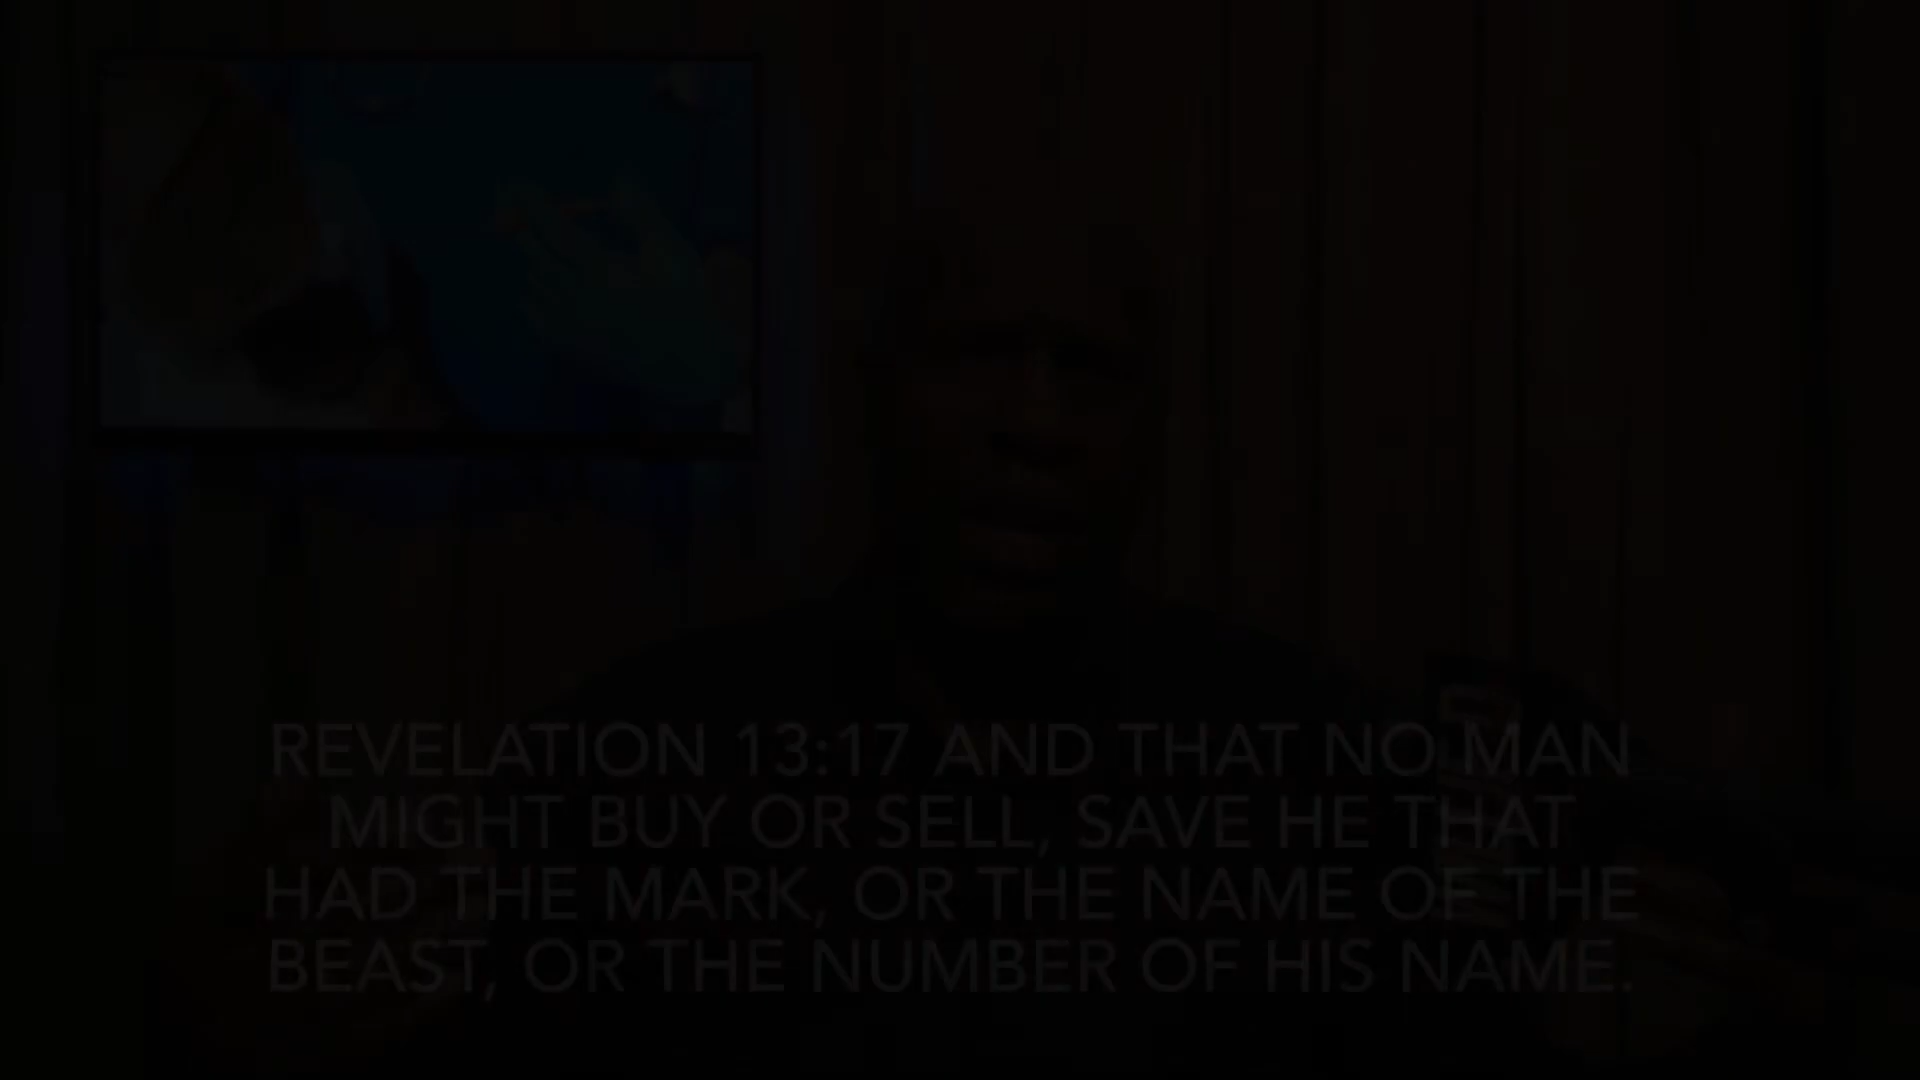 REVELATION 13:17 AND THAT NO MAN
MIGHT BUY OR SELL, SAVE HE THAT
HAD THE MARK, OR THE NAME OF THE
BEAST, OR THE NUMBER OF HIS NAME.